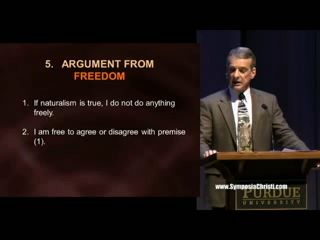 5. ARGUMENT FROM
FREEDOM
1. If naturalism is true, I do not do anything
freely.
2. I am free to agree or disagree with premise
(1).
www.SymposiaChristi.com
PURDUE
UNIVERSITY